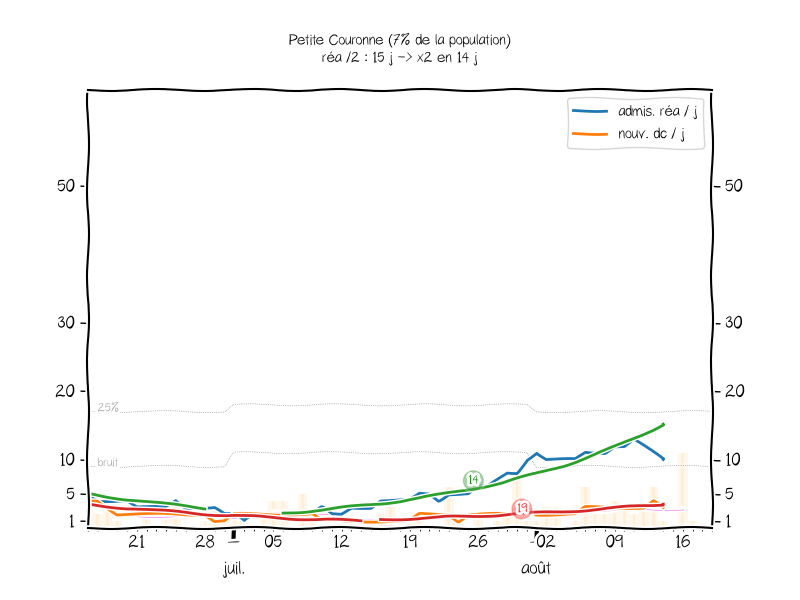 Petite Couronne (7% de la population)
réa /2 : 15 j -> x2 en 14 j
admis. réa / j
nouv. dc / j
50 50
30 30
20 20
25%
10 10
bruit
14
5 5
19
1 1
21 28 05 12 19 26 02 09 16
juil. août